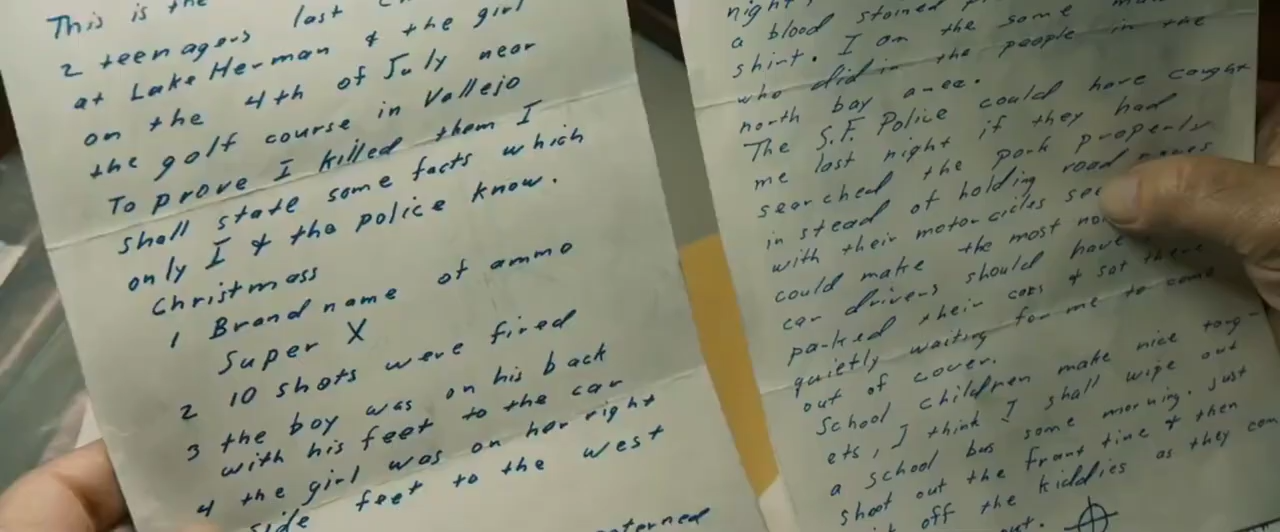 This is the
2 teenagers last
at Lake Herman & the girl
on the 4th of July near
the golf course in Vallejo
To prove I killed them I
shall state some facts which
only I & the police know.
Christmass
1 Brand name of ammo
Super X
2 10 shots were fired
3 the boy was on his back
with his feet to the car
4 the girl was on her right
side feet to the west
night
a blood stained
shirt. I am the same
who did in the people in the
north bay area.
The S.F. Police could have caught
me last night if they had
searched the park properly
in stead of holding road races
with their motorcicles
could make the most
car drivers should have
parked their cars & sat there
quietly waiting for me to come
out of cover.
School children make nice targ-
ets, I think I shall wipe out
a school bus some morning. Just
shoot out the front tire & then
off the kiddies as they